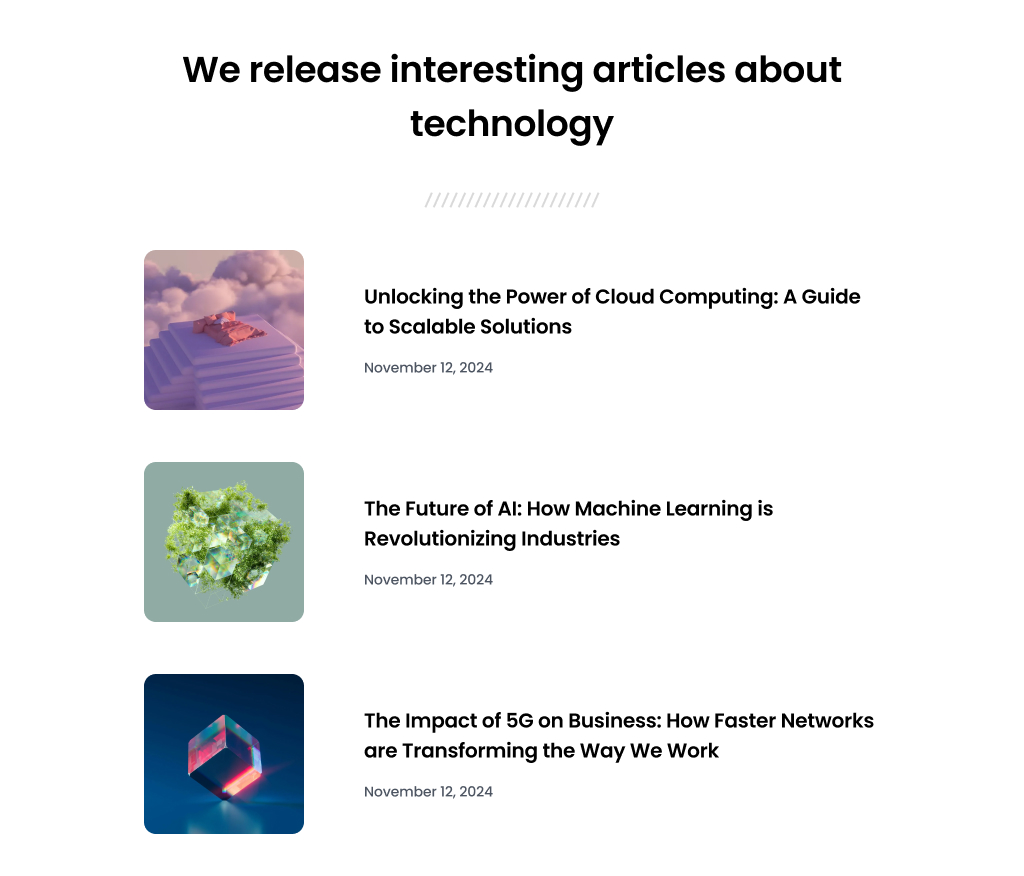 We release interesting articles about
technology
Unlocking the Power of Cloud Computing: A Guide
to Scalable Solutions
November 12, 2024
The Future of AI: How Machine Learning is
Revolutionizing Industries
November 12, 2024
The Impact of 5G on Business: How Faster Networks
are Transforming the Way We Work
November 12, 2024